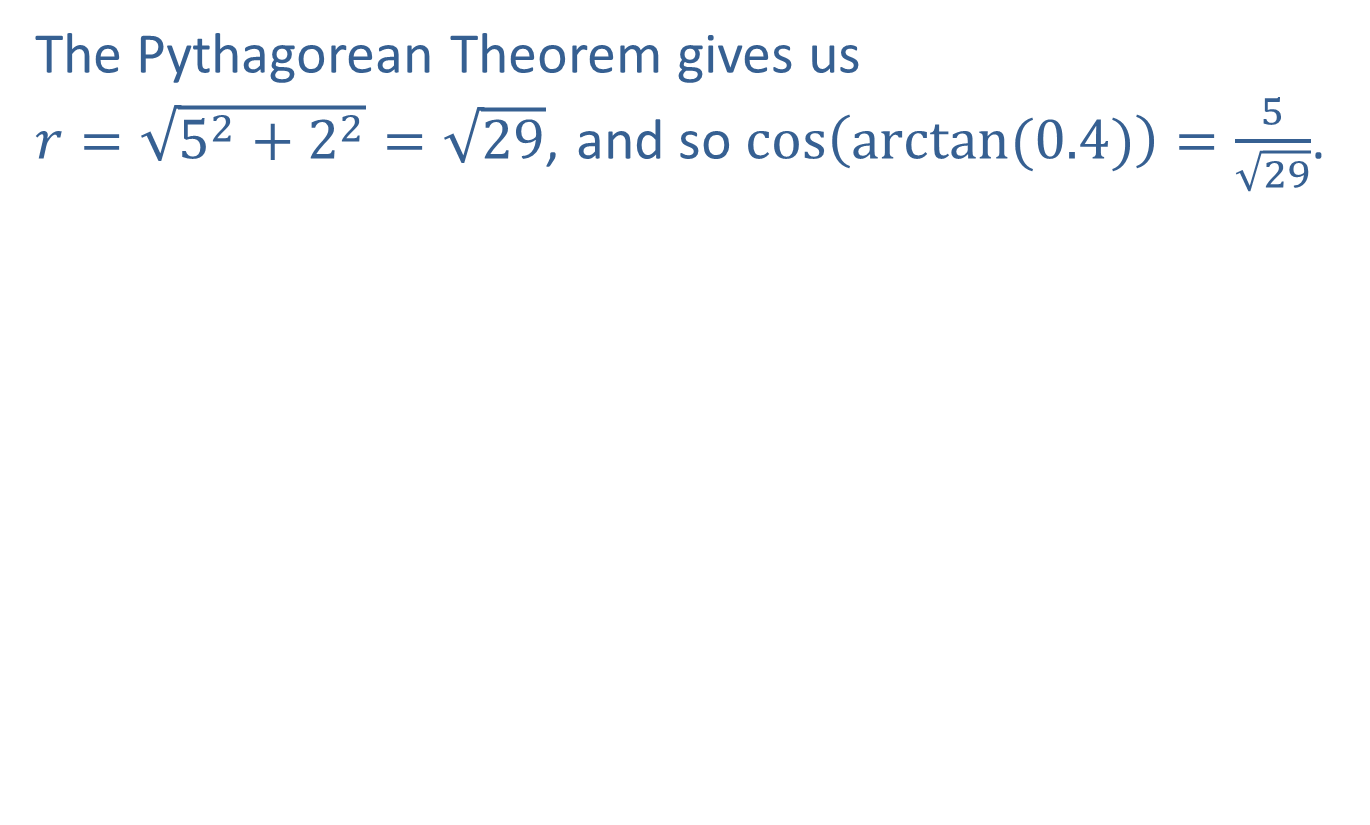 The Pythagorean Theorem gives us
r = √(5² + 2²) = √29, and so cos(arctan(0.4)) = 5/√29.